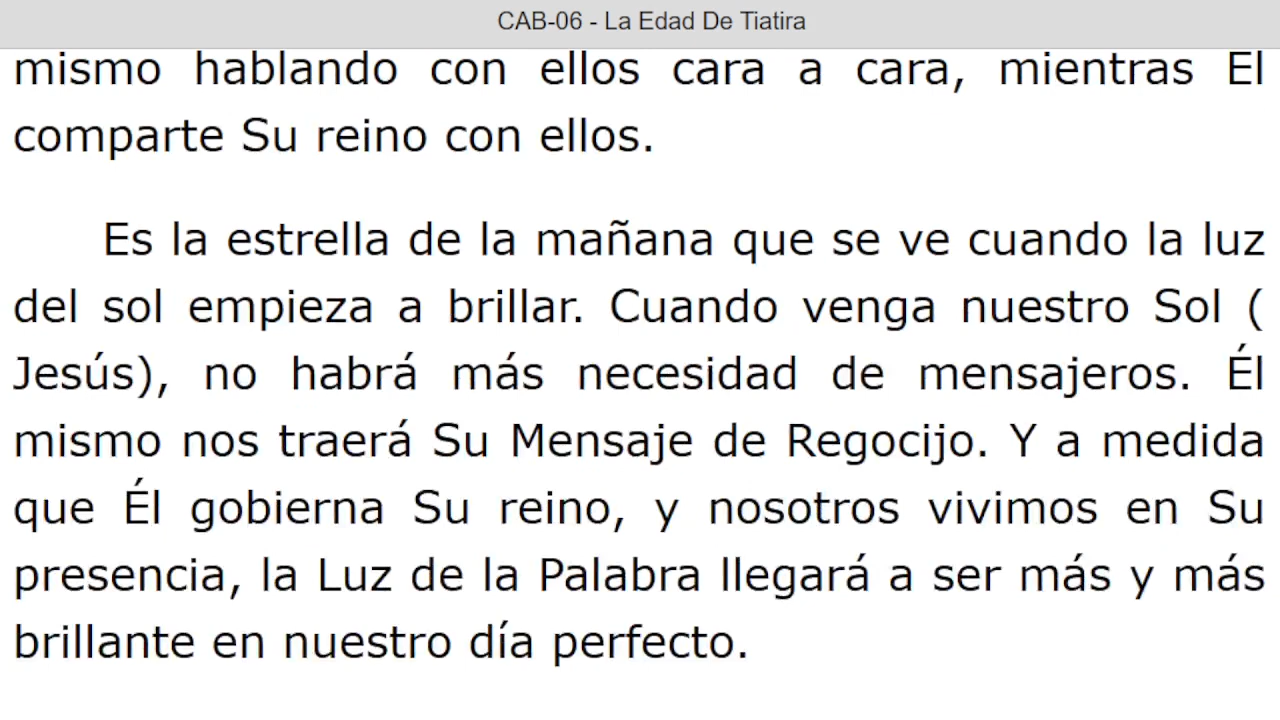 CAB-06 - La Edad De Tiatira
mismo hablando con ellos cara a cara, mientras Él
comparte Su reino con ellos.
Es la estrella de la mañana que se ve cuando la luz
del sol empieza a brillar. Cuando venga nuestro Sol (
Jesús), no habrá más necesidad de mensajeros. Él
mismo nos traerá Su Mensaje de Regocijo. Y a medida
que Él gobierna Su reino, y nosotros vivimos en Su
presencia, la Luz de la Palabra llegará a ser más y más
brillante en nuestro día perfecto.